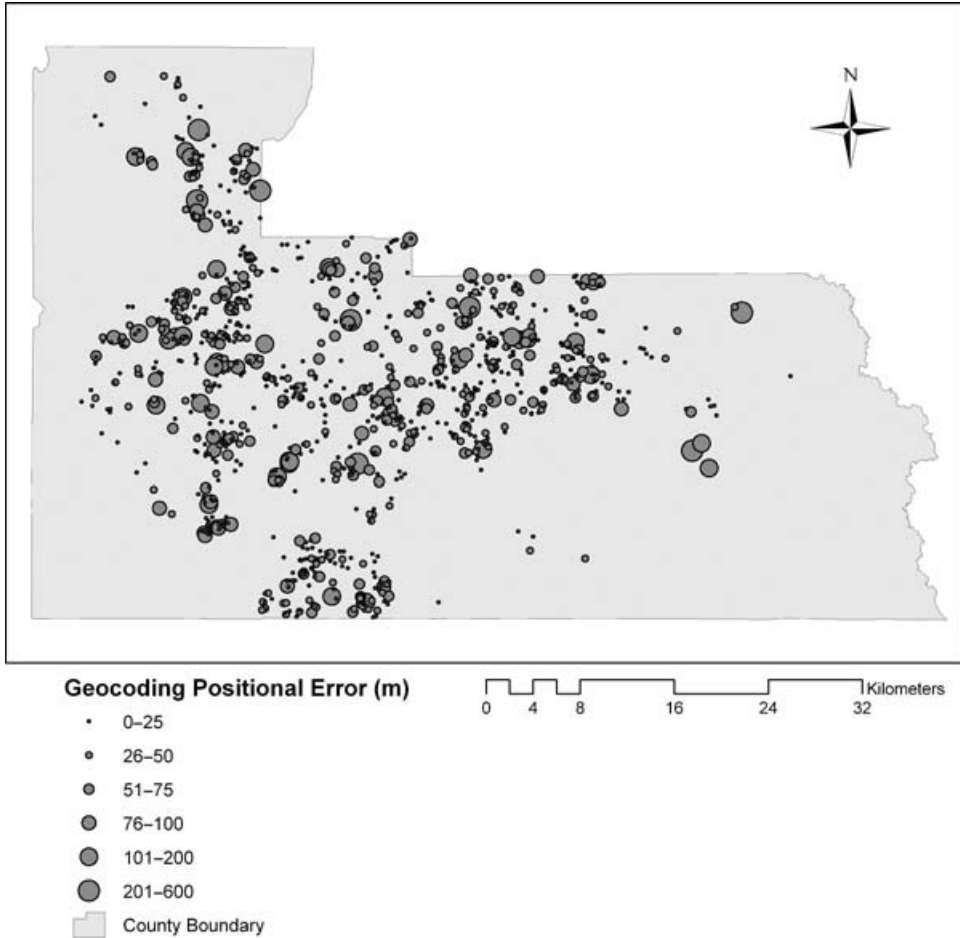 N
Geocoding Positional Error (m)
0–25
26–50
51–75
76–100
101–200
201–600
County Boundary
Kilometers
0 4 8 16 24 32